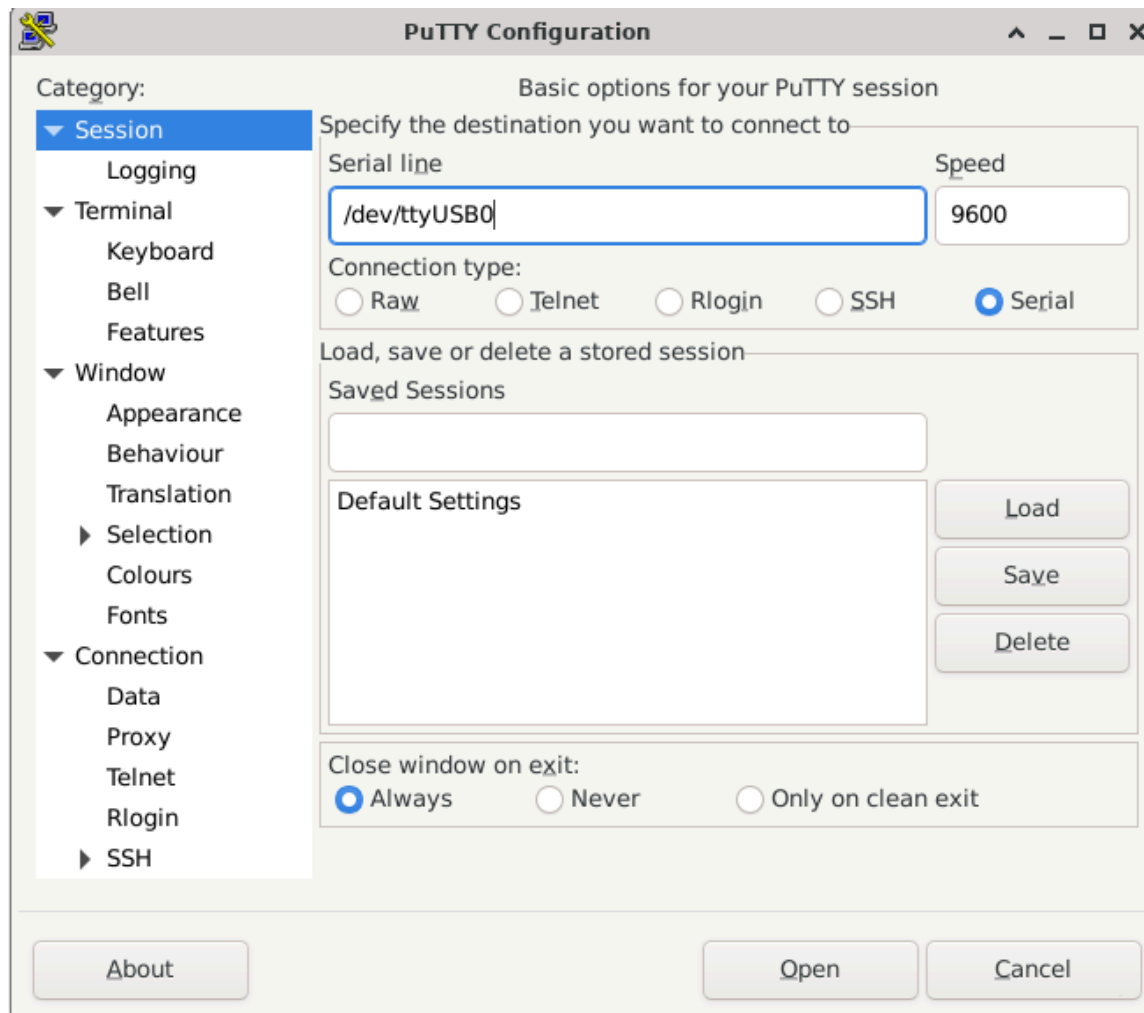 PuTTY Configuration
Category:
Session
Logging
Terminal
Keyboard
Bell
Features
Window
Appearance
Behaviour
Translation
Selection
Colours
Fonts
Connection
Data
Proxy
Telnet
Rlogin
SSH
Basic options for your PuTTY session
Specify the destination you want to connect to
Serial line Speed
/dev/ttyUSB0 9600
Connection type:
Raw Telnet Rlogin SSH Serial
Load, save or delete a stored session
Saved Sessions
Default Settings
Load
Save
Delete
Close window on exit:
Always Never Only on clean exit
About Open Cancel